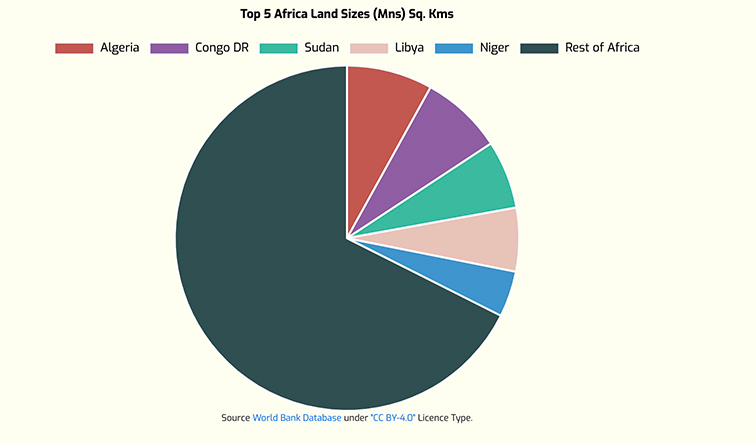 Top 5 Africa Land Sizes (Mns) Sq. Kms
Algeria Congo DR Sudan Libya Niger Rest of Africa
Source World Bank Database under "CC BY-4.0" Licence Type.